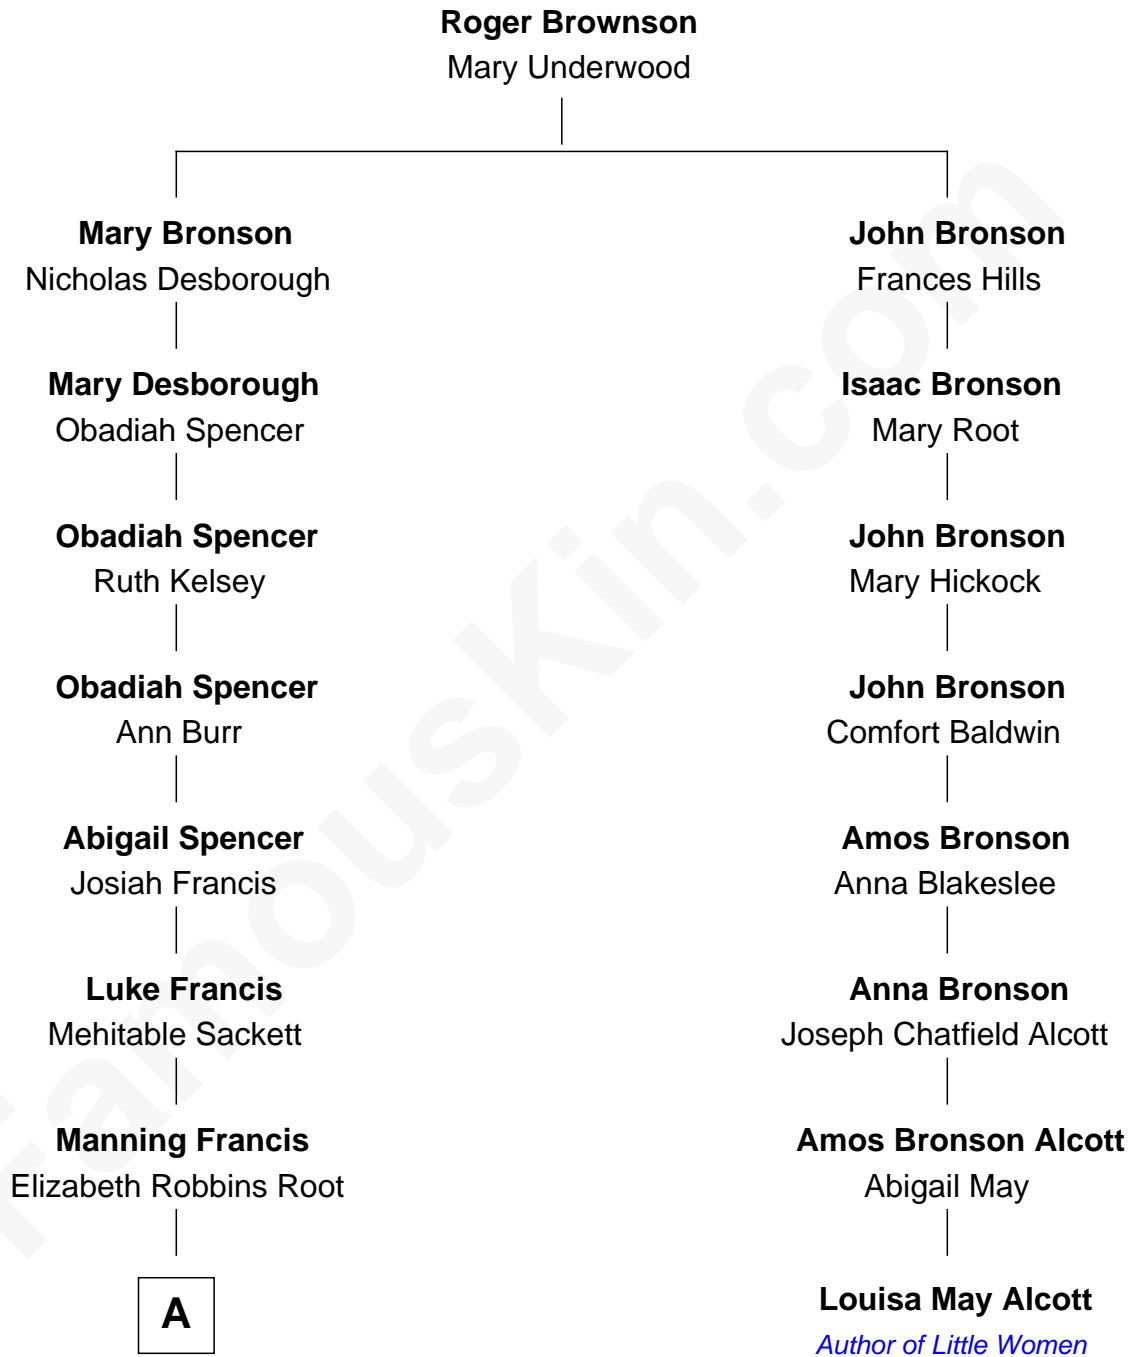 Roger Brownson
Mary Underwood
Mary Bronson
Nicholas Desborough
Mary Desborough
Obadiah Spencer
Obadiah Spencer
Ruth Kelsey
Obadiah Spencer
Ann Burr
Abigail Spencer
Josiah Francis
Luke Francis
Mehitable Sackett
Manning Francis
Elizabeth Robbins Root
A
John Bronson
Frances Hills
Isaac Bronson
Mary Root
John Bronson
Mary Hickock
John Bronson
Comfort Baldwin
Amos Bronson
Anna Blakeslee
Anna Bronson
Joseph Chatfield Alcott
Amos Bronson Alcott
Abigail May
Louisa May Alcott
Author of Little Women
FamousKin.com